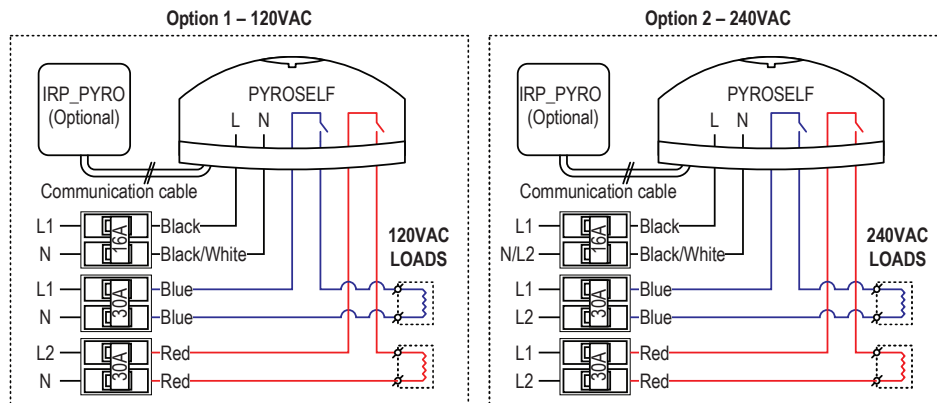 Option 1 – 120VAC
IRP_PYRO
(Optional)
PYROSELF
L N
Communication cable
L1
16A
Black
N
Black/White
120VAC
LOADS
L1
30A
Blue
N
Blue
L2
30A
Red
N
Red
Option 2 – 240VAC
IRP_PYRO
(Optional)
PYROSELF
L N
Communication cable
L1
16A
Black
N/L2
Black/White
240VAC
LOADS
L1
30A
Blue
L2
Blue
L1
30A
Red
L2
Red